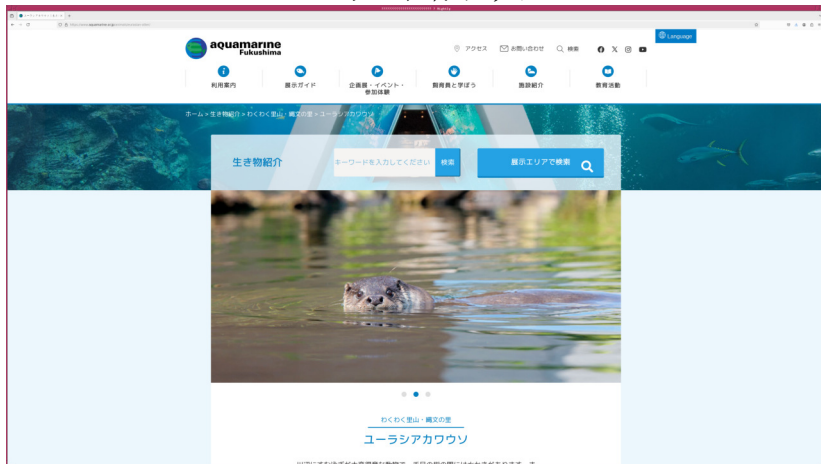 aquamarine
Fukushima
アクセス
お問い合わせ
検索
Language
利用案内
展示ガイド
企画展・イベント・
参加体験
飼育員と学ぼう
施設紹介
教育活動
ホーム » 生き物紹介 » わくわく里山・縄文の里 » ユーラシアカワウソ
生き物紹介
キーワードを入力してください
検索
展示エリアで検索
わくわく里山・縄文の里
ユーラシアカワウソ